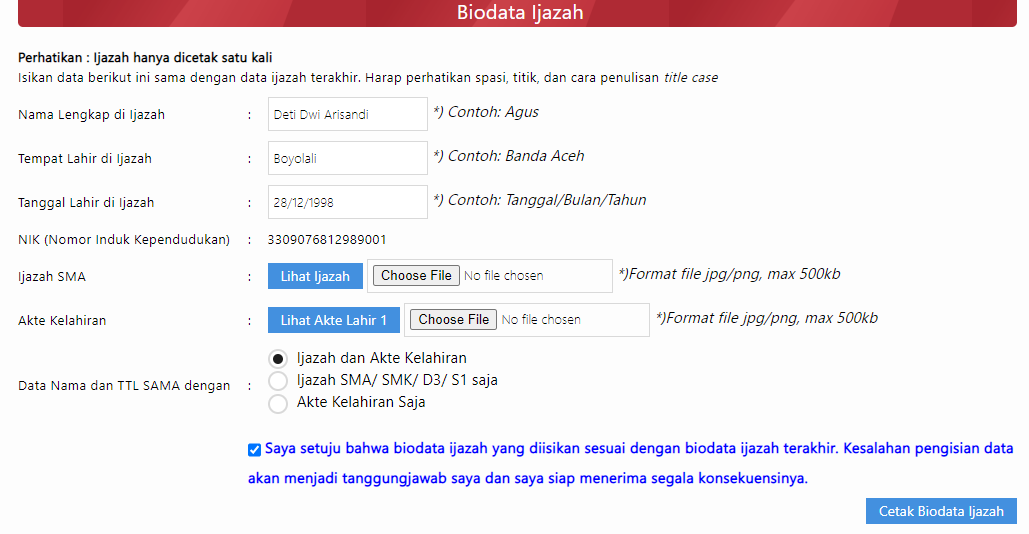 Biodata Ijazah
Perhatikan : Ijazah hanya dicetak satu kali
Isikan data berikut ini sama dengan data ijazah terakhir. Harap perhatikan spasi, titik, dan cara penulisan title case
Nama Lengkap di Ijazah : Deti Dwi Arisandi *) Contoh: Agus
Tempat Lahir di Ijazah : Boyolali *) Contoh: Banda Aceh
Tanggal Lahir di Ijazah : 28/12/1998 *) Contoh: Tanggal/Bulan/Tahun
NIK (Nomor Induk Kependudukan) : 3309076812989001
Ijazah SMA : Lihat Ijazah Choose File No file chosen *)Format file jpg/png, max 500kb
Akte Kelahiran : Lihat Akte Lahir 1 Choose File No file chosen *)Format file jpg/png, max 500kb
Ijazah dan Akte Kelahiran
Data Nama dan TTL SAMA dengan : Ijazah SMA/ SMK/ D3/ S1 saja
Akte Kelahiran Saja
Saya setuju bahwa biodata ijazah yang diisikan sesuai dengan biodata ijazah terakhir. Kesalahan pengisian data
akan menjadi tanggungjawab saya dan saya siap menerima segala konsekuensinya.
Cetak Biodata Ijazah